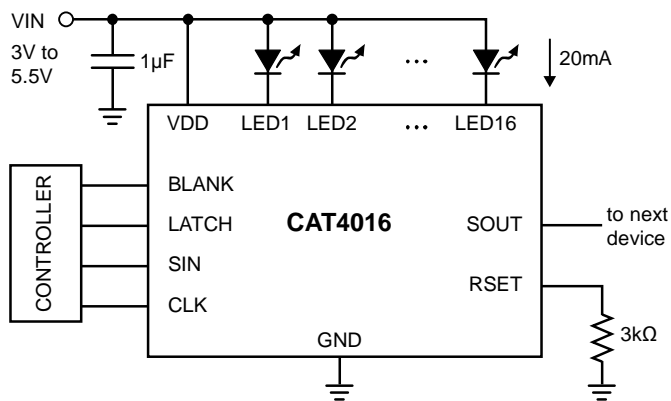 VIN
3V to
5.5V
1µF
...
20mA
VDD
LED1
LED2
...
LED16
CONTROLLER
BLANK
LATCH
SIN
CLK
CAT4016
SOUT
RSET
GND
to next
device
3kΩ